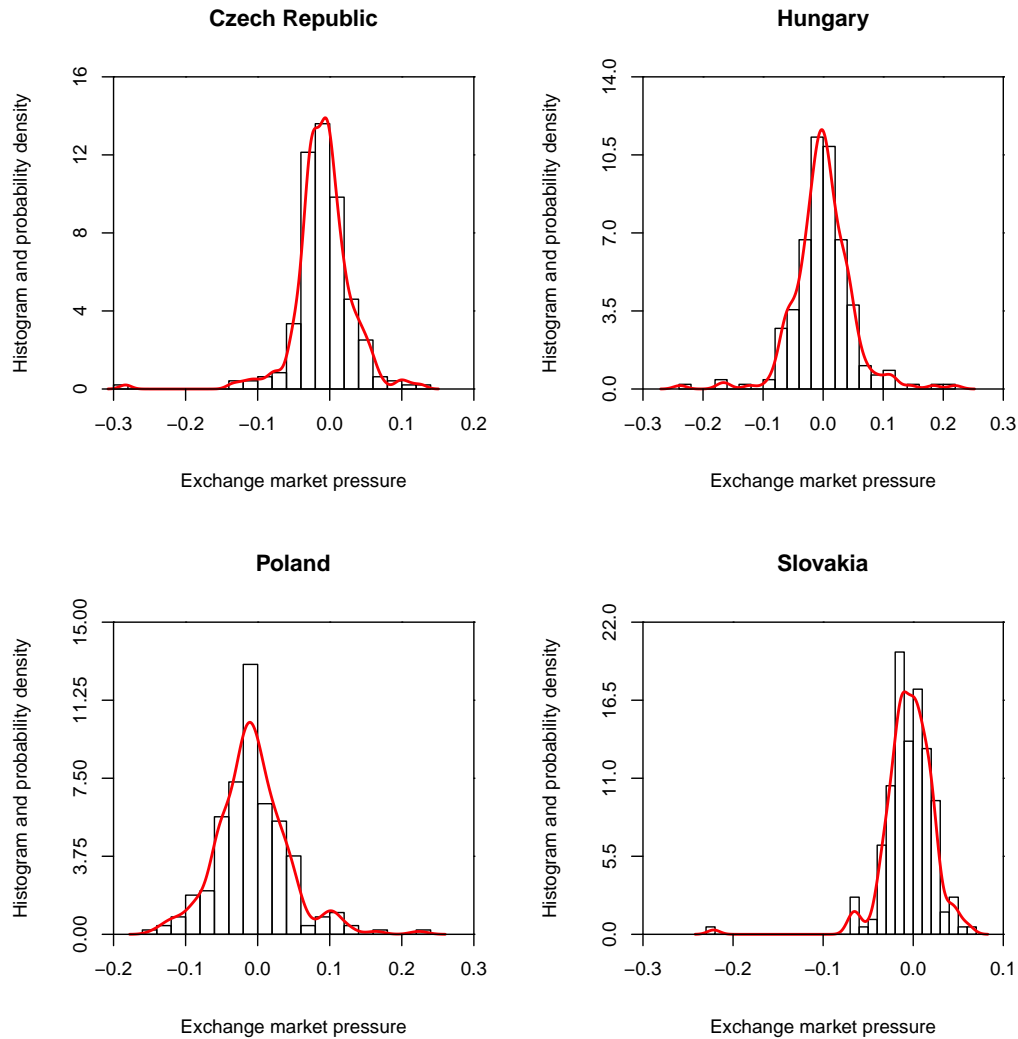 Czech Republic
Histogram and probability density
16
12
8
4
0
−0.3 −0.2 −0.1 0.0 0.1 0.2
Exchange market pressure
Hungary
Histogram and probability density
14.0
10.5
7.0
3.5
0.0
−0.3 −0.2 −0.1 0.0 0.1 0.2 0.3
Exchange market pressure
Poland
Histogram and probability density
15.00
11.25
7.50
3.75
0.00
−0.2 −0.1 0.0 0.1 0.2 0.3
Exchange market pressure
Slovakia
Histogram and probability density
22.0
16.5
11.0
5.5
0.0
−0.3 −0.2 −0.1 0.0 0.1
Exchange market pressure